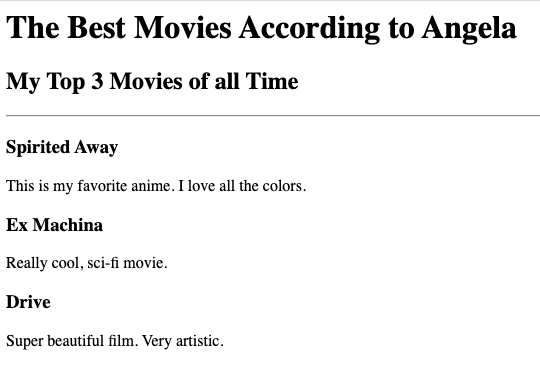 The Best Movies According to Angela
My Top 3 Movies of all Time
Spirited Away
This is my favorite anime. I love all the colors.
Ex Machina
Really cool, sci-fi movie.
Drive
Super beautiful film. Very artistic.